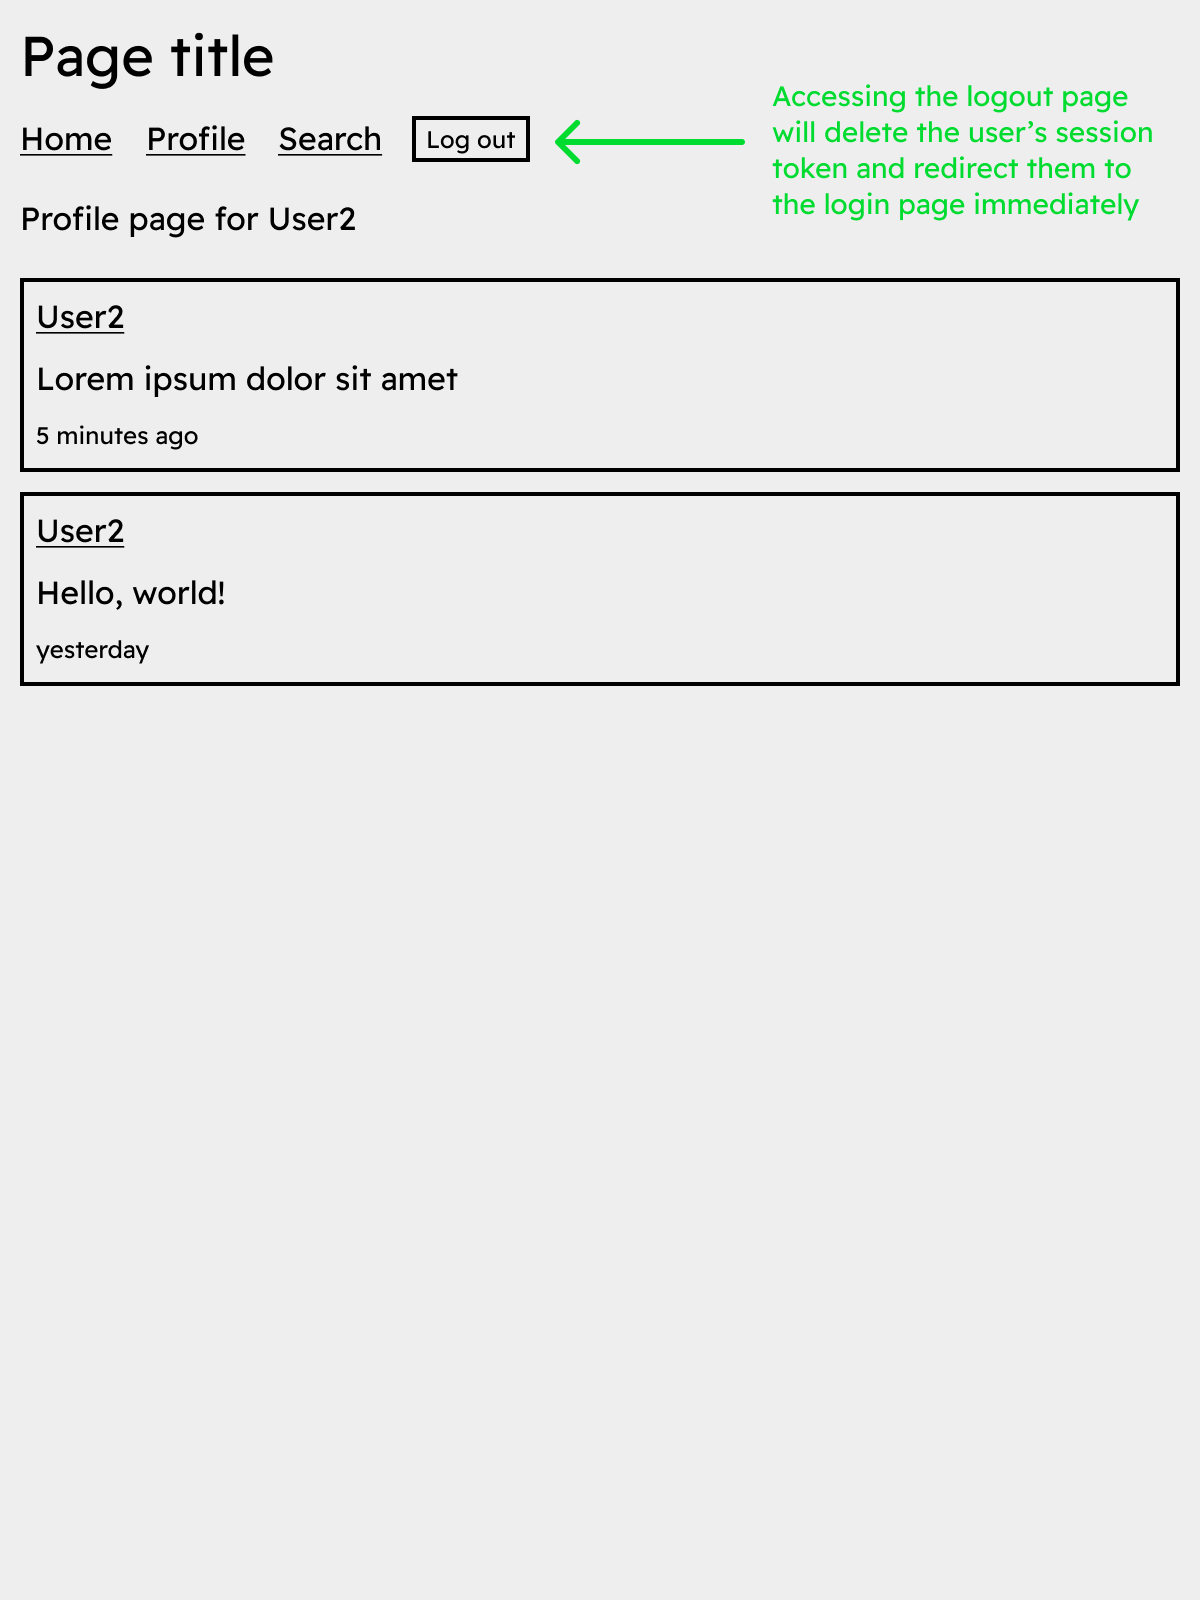 Page title
Home Profile Search Log out
Accessing the logout page
will delete the user’s session
token and redirect them to
the login page immediately
Profile page for User2
User2
Lorem ipsum dolor sit amet
5 minutes ago
User2
Hello, world!
yesterday